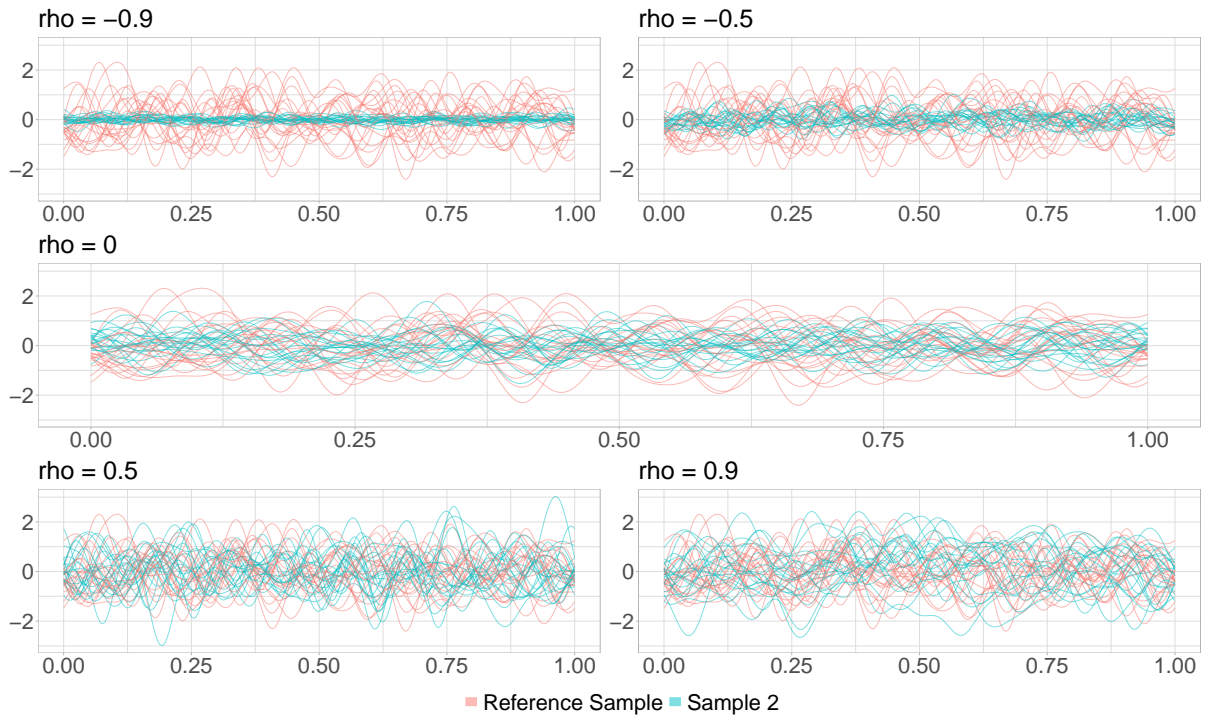 rho = −0.9 rho = −0.5
2 2
0 0
−2 −2
0.00 0.25 0.50 0.75 1.00 0.00 0.25 0.50 0.75 1.00
rho = 0
2
0
−2
0.00 0.25 0.50 0.75 1.00
rho = 0.5 rho = 0.9
2 2
0 0
−2 −2
0.00 0.25 0.50 0.75 1.00 0.00 0.25 0.50 0.75 1.00
Reference Sample Sample 2